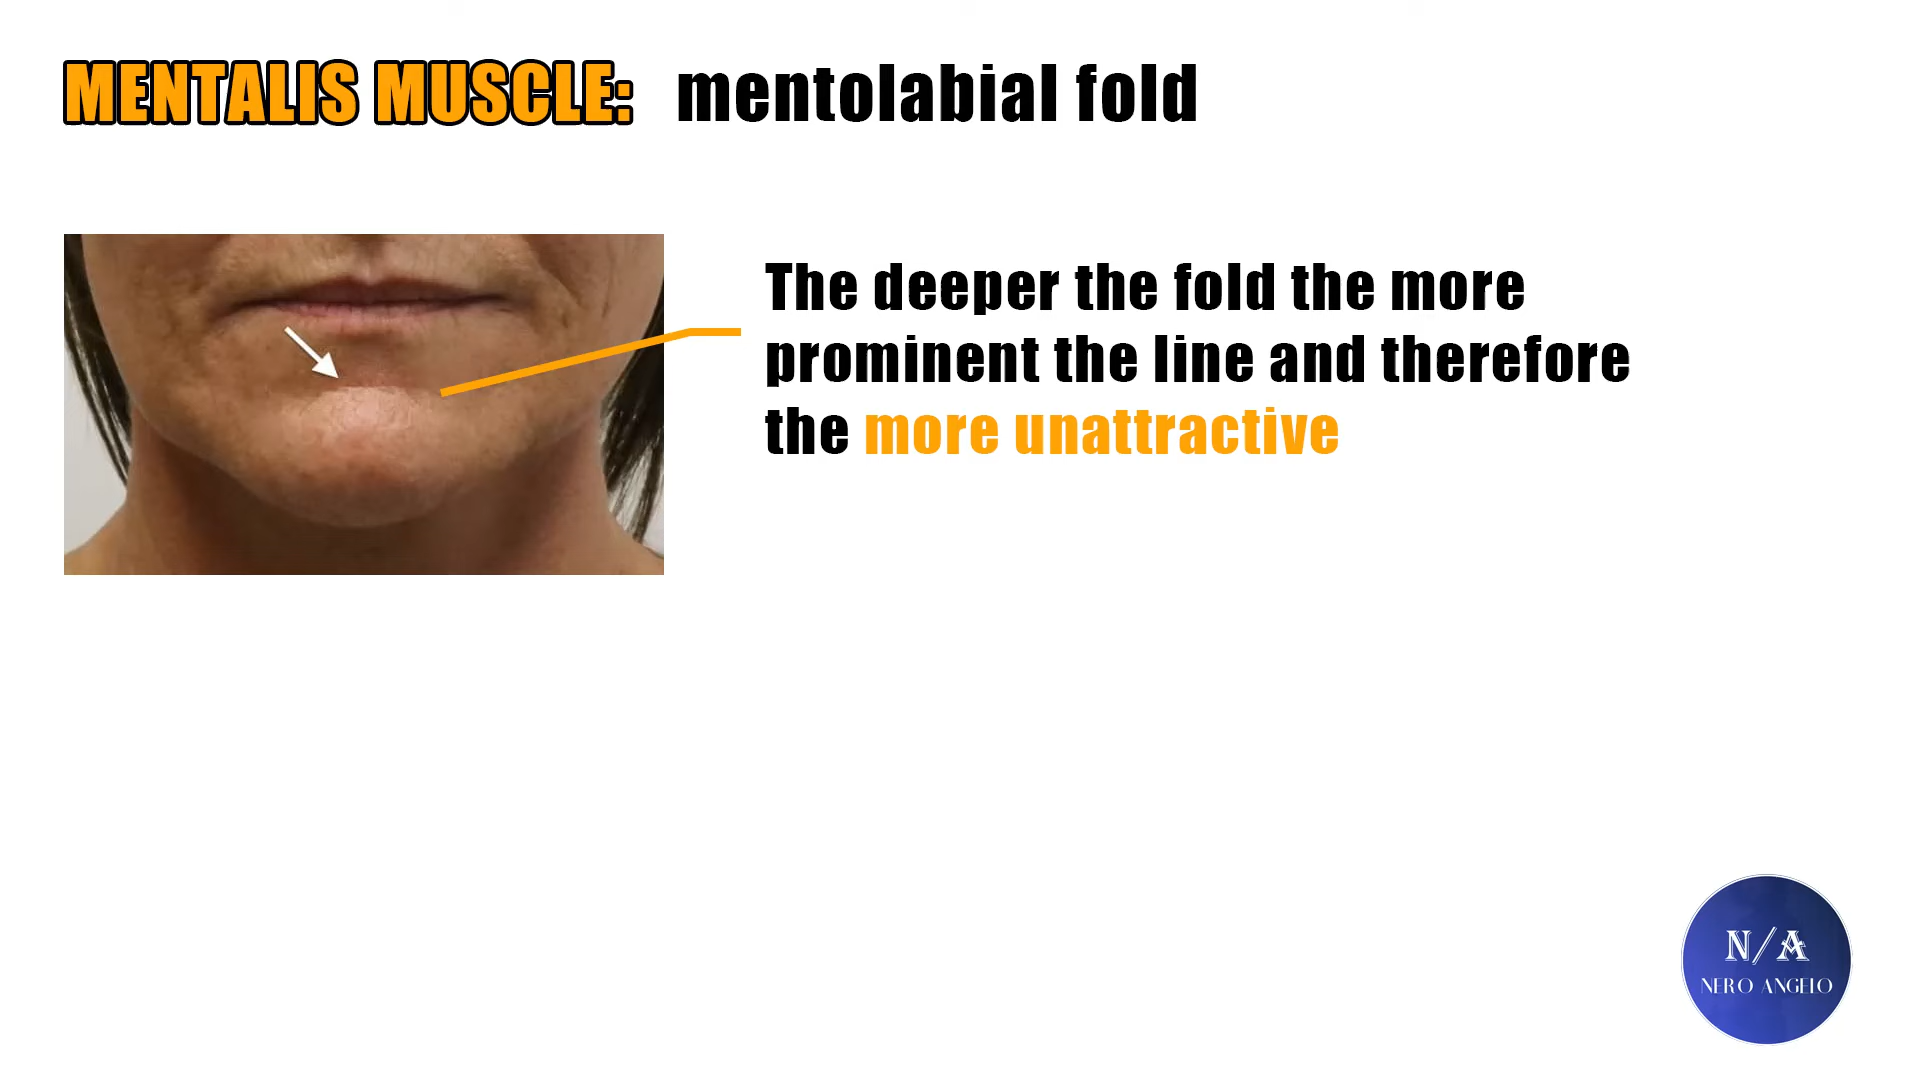 MENTALIS MUSCLE: mentolabial fold
The deeper the fold the more
prominent the line and therefore
the more unattractive
N/A
NERO ANGELO